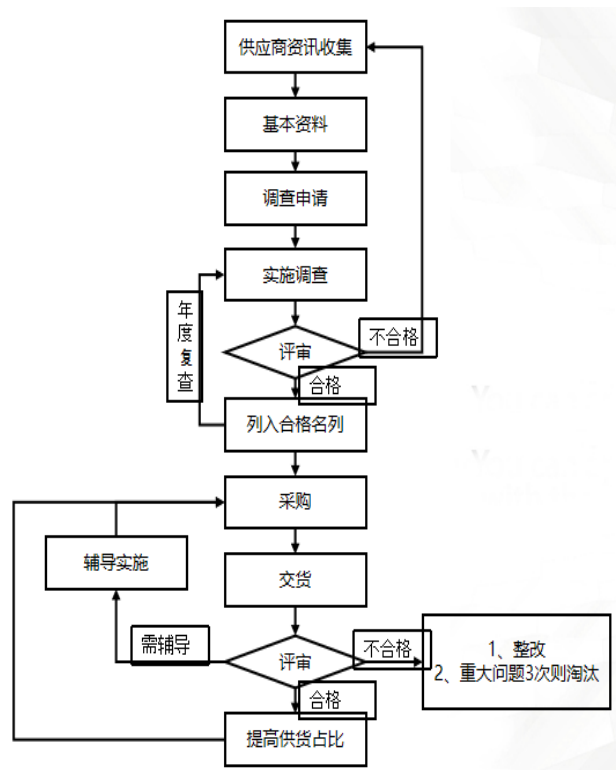 供应商资讯收集
基本资料
调查申请
实施调查
年度复查
评审
不合格
合格
列入合格名列
采购
辅导实施
交货
需辅导
评审
不合格
1、整改
2、重大问题3次则淘汰
合格
提高供货占比